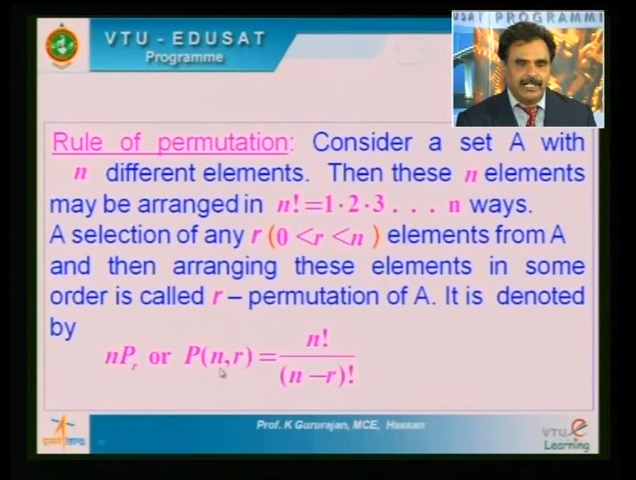 VTU - EDUSAT
Programme
USAT PROGRAMMI
Rule of permutation: Consider a set A with
n different elements. Then these n elements
may be arranged in n!=1·2·3 . . . n ways.
A selection of any r (0 <r <n ) elements from A
and then arranging these elements in some
order is called r – permutation of A. It is denoted
by
nPr or P(n,r) = n! / (n −r)!
Prof. K Gururajan, MCE, Hassan
VTU e
Learning